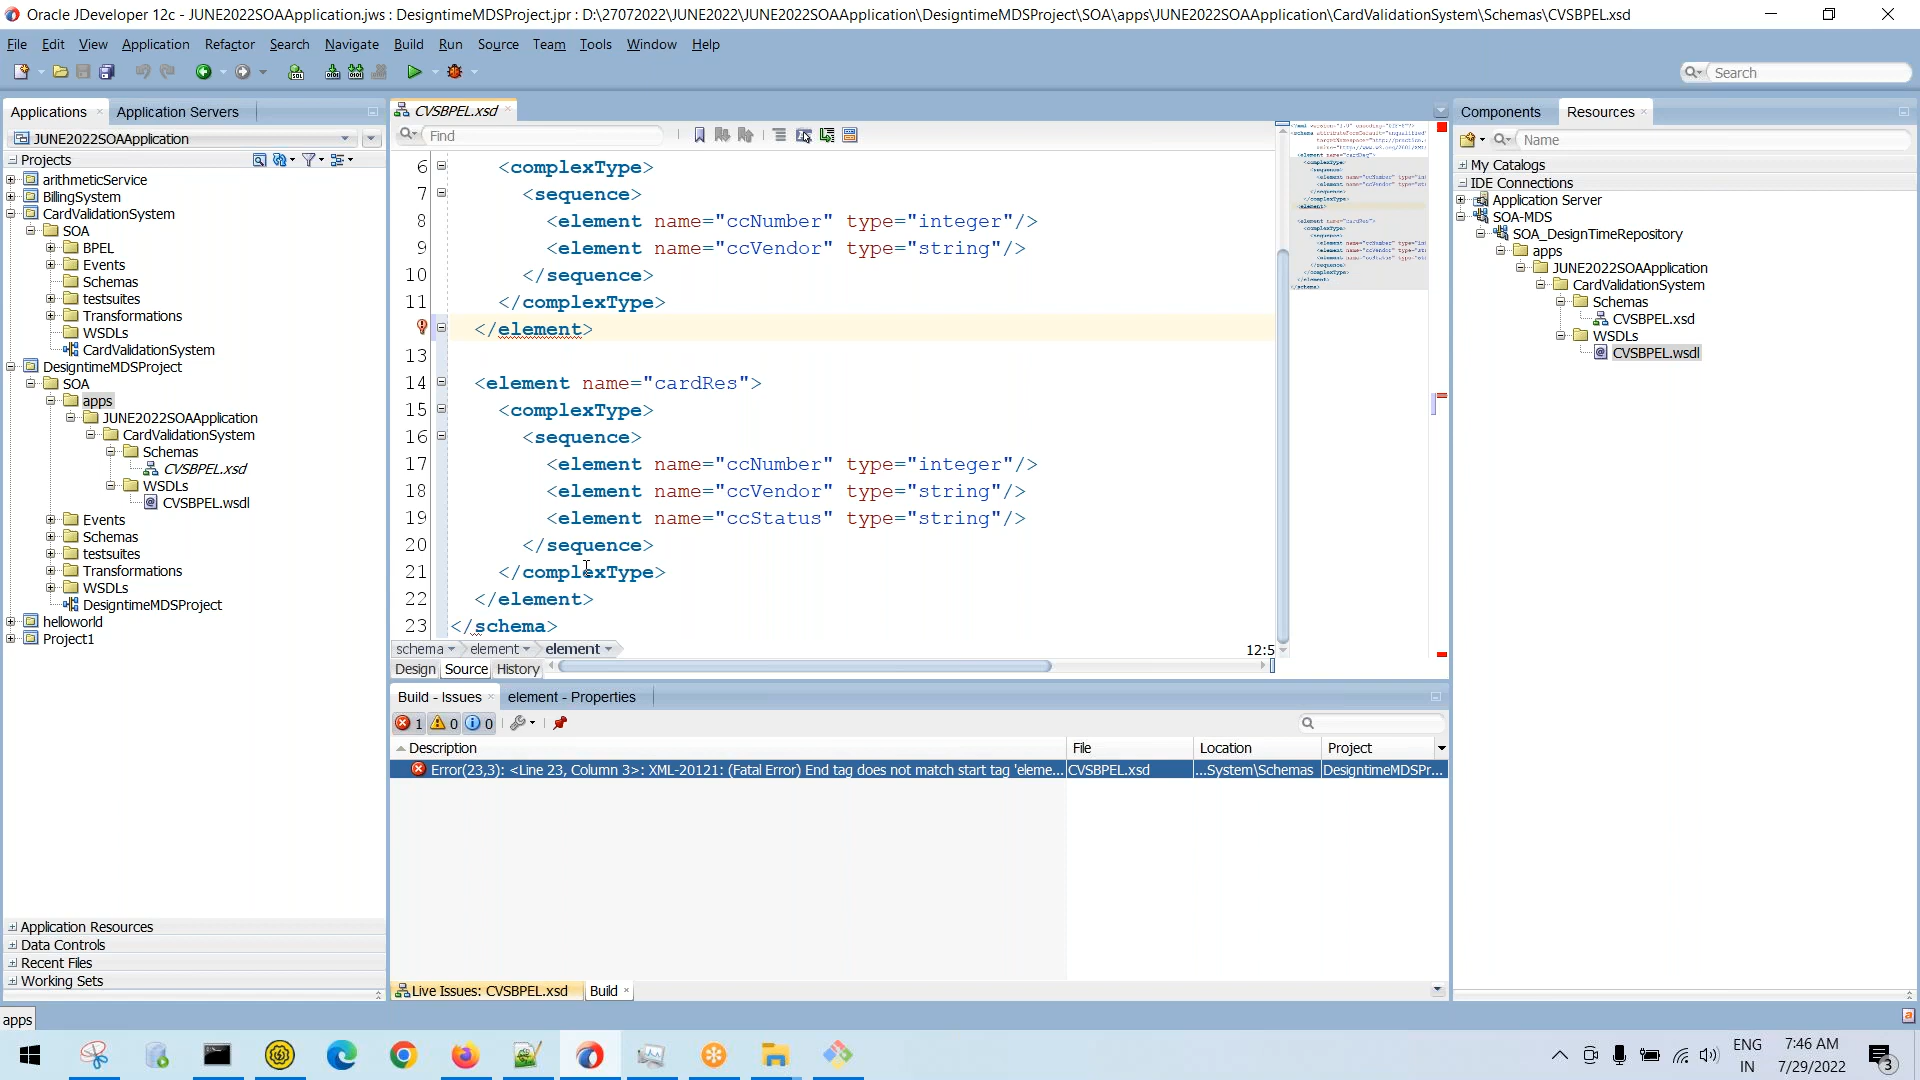 Oracle JDeveloper 12c - JUNE2022SOAApplication.jws : DesigntimeMDSProject.jpr : D:\27072022\JUNE2022\JUNE2022SOAApplication\DesigntimeMDSProject\SOA\apps\JUNE2022SOAApplication\CardValidationSystem\Schemas\CVSBPEL.xsd
File Edit View Application Refactor Search Navigate Build Run Source Team Tools Window Help
Search
Applications Application Servers
JUNE2022SOAApplication
Projects
arithmeticService
BillingSystem
CardValidationSystem
SOA
BPEL
Events
Schemas
testsuites
Transformations
WSDLs
CardValidationSystem
DesigntimeMDSProject
SOA
apps
JUNE2022SOAApplication
CardValidationSystem
Schemas
CVSBPEL.xsd
WSDLs
CVSBPEL.wsdl
Events
Schemas
testsuites
Transformations
WSDLs
DesigntimeMDSProject
helloworld
Project1
Application Resources
Data Controls
Recent Files
Working Sets
apps
CVSBPEL.xsd
Find
6 <complexType>
7 <sequence>
8 <element name="ccNumber" type="integer"/>
9 <element name="ccVendor" type="string"/>
10 </sequence>
11 </complexType>
</element>
13
14 <element name="cardRes">
15 <complexType>
16 <sequence>
17 <element name="ccNumber" type="integer"/>
18 <element name="ccVendor" type="string"/>
19 <element name="ccStatus" type="string"/>
20 </sequence>
21 </complexType>
22 </element>
23 </schema>
schema element element 12:5
Design Source History
Build - Issues element - Properties
1 0 0
Description File Location Project
Error(23,3): <Line 23, Column 3>: XML-20121: (Fatal Error) End tag does not match start tag 'eleme... CVSBPEL.xsd ...System\Schemas DesigntimeMDSPr...
Live Issues: CVSBPEL.xsd Build
Components Resources
Name
My Catalogs
IDE Connections
Application Server
SOA-MDS
SOA_DesignTimeRepository
apps
JUNE2022SOAApplication
CardValidationSystem
Schemas
CVSBPEL.xsd
WSDLs
CVSBPEL.wsdl
ENG
IN
7:46 AM
7/29/2022
3